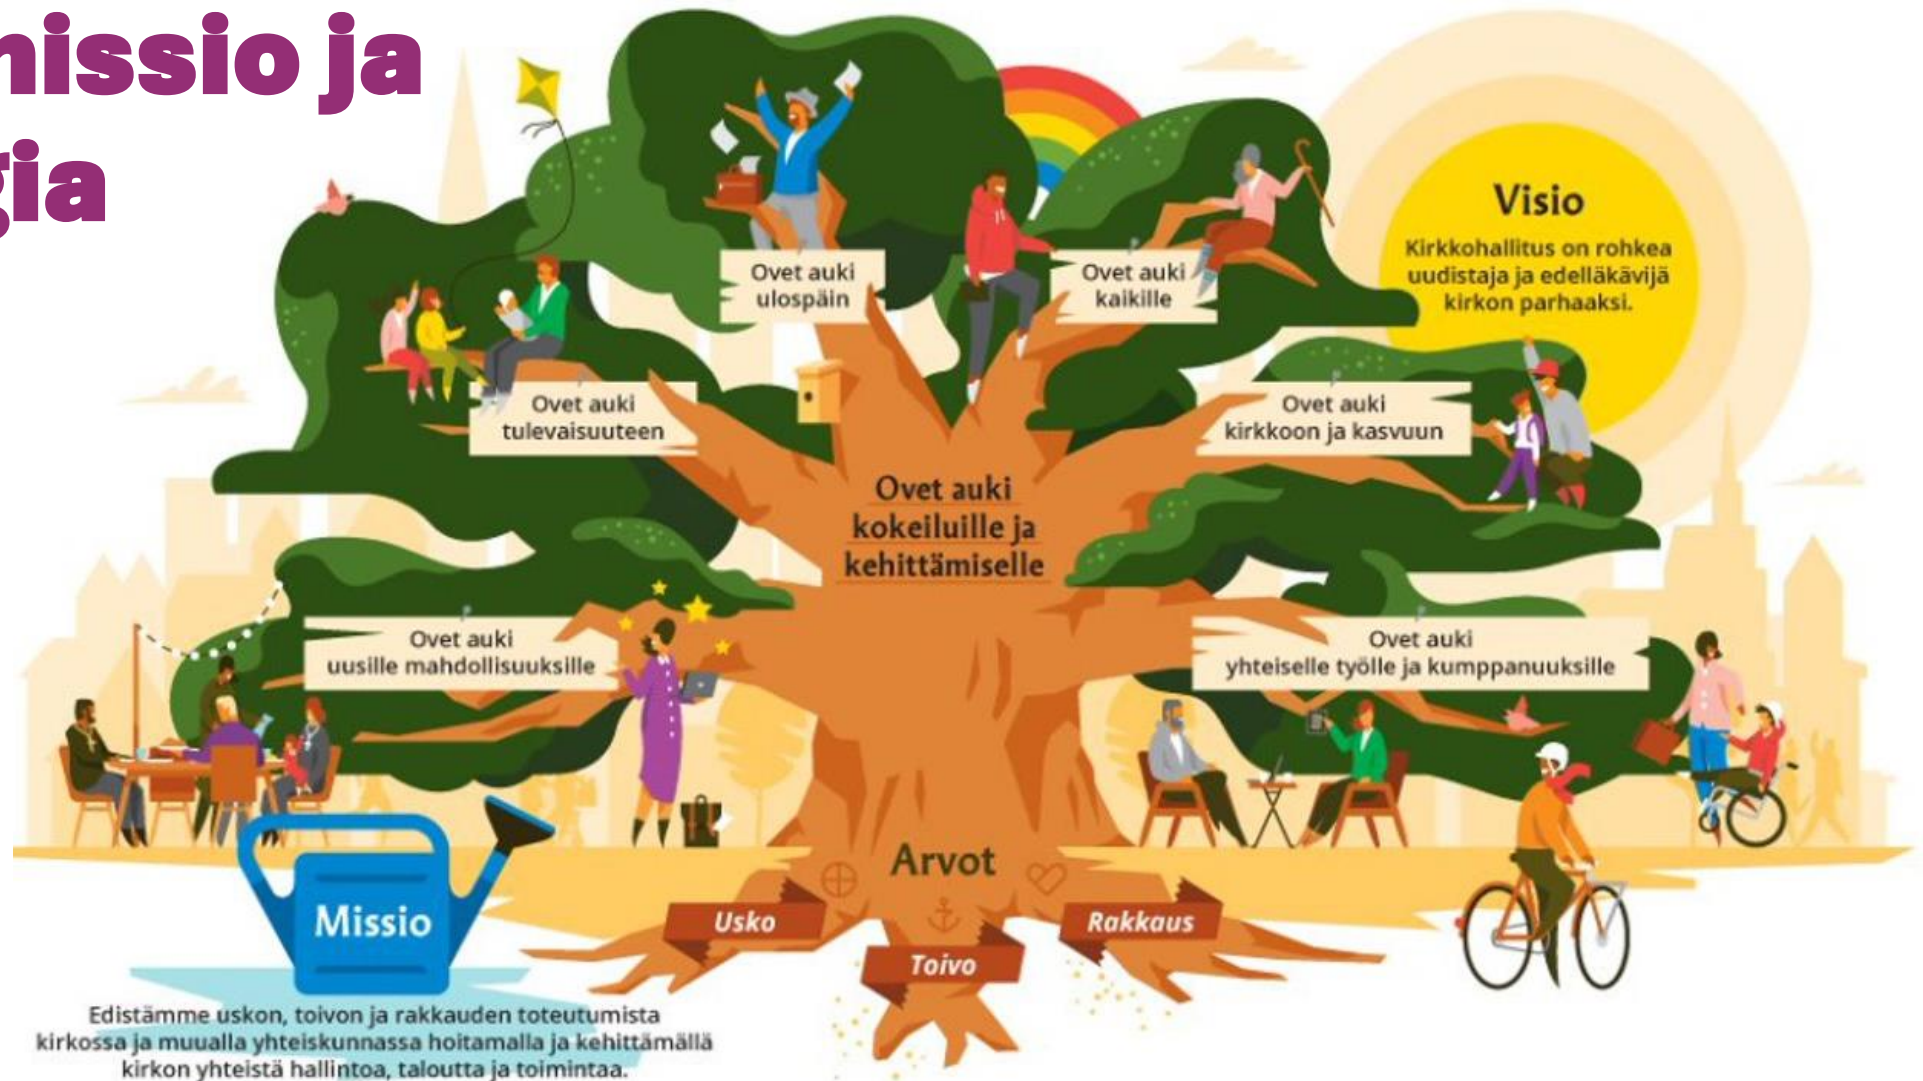 missio ja
gia
Visio
Kirkkohallitus on rohkea
uudistaja ja edelläkävijä
kirkon parhaaksi.
Ovet auki
ulospäin
Ovet auki
kaikille
Ovet auki
tulevaisuuteen
Ovet auki
kirkkoon ja kasvuun
Ovet auki
kokeiluille ja
kehittämiselle
Ovet auki
uusille mahdollisuuksille
Ovet auki
yhteiselle työlle ja kumppanuuksille
Arvot
Usko
Toivo
Rakkaus
Missio
Edistämme uskon, toivon ja rakkauden toteutumista
kirkossa ja muualla yhteiskunnassa hoitamalla ja kehittämällä
kirkon yhteistä hallintoa, taloutta ja toimintaa.